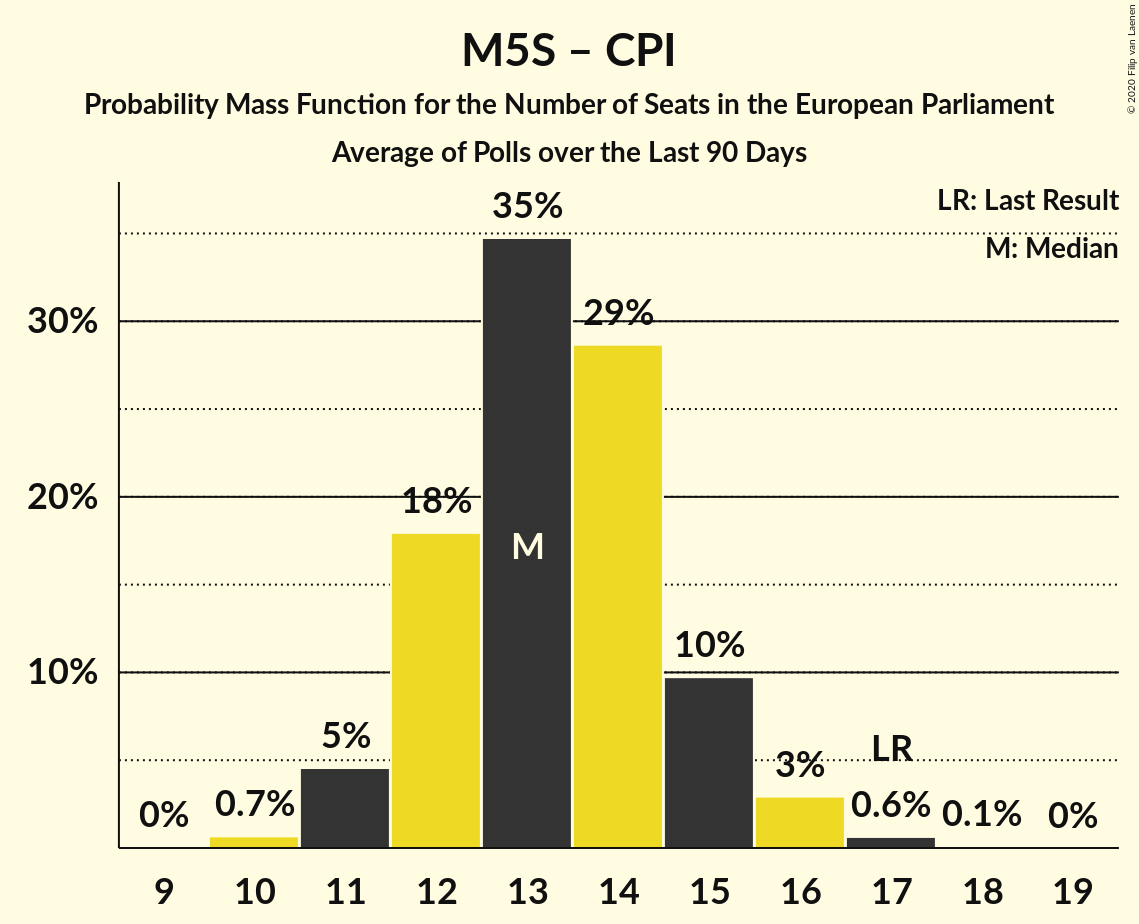 M5S – CPI
Probability Mass Function for the Number of Seats in the European Parliament
Average of Polls over the Last 90 Days
© 2020 Filip van Laenen
LR: Last Result
M: Median
35%
30%
29%
20%
18%
M
10%
10%
5%
LR
3%
0% 0.7% 0.6% 0.1% 0%
9 10 11 12 13 14 15 16 17 18 19